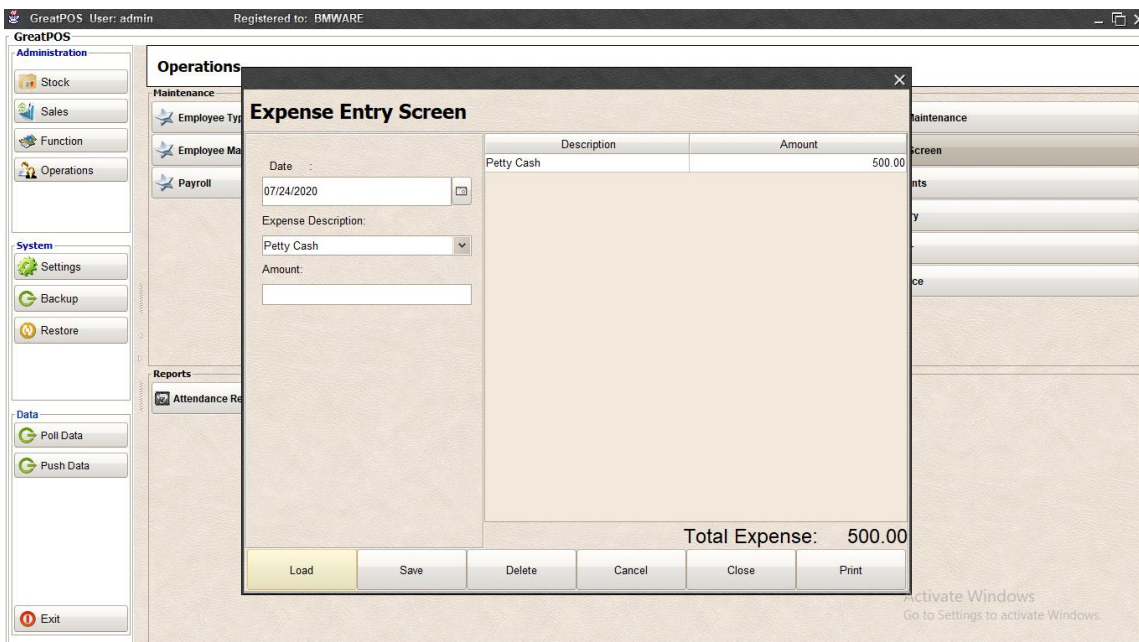 GreatPOS User: admin Registered to: BMWARE
GreatPOS
Administration
Stock
Sales
Function
Operations
System
Settings
Backup
Restore
Data
Poll Data
Push Data
Exit
Operations
Maintenance
Employee Typ
Employee Ma
Payroll
Reports
Attendance Re
Expense Entry Screen
Date :
07/24/2020
Expense Description:
Petty Cash
Amount:
Description Amount
Petty Cash 500.00
Total Expense: 500.00
Load Save Delete Cancel Close Print
Maintenance
Screen
nts
ry
ce
Activate Windows
Go to Settings to activate Windows.